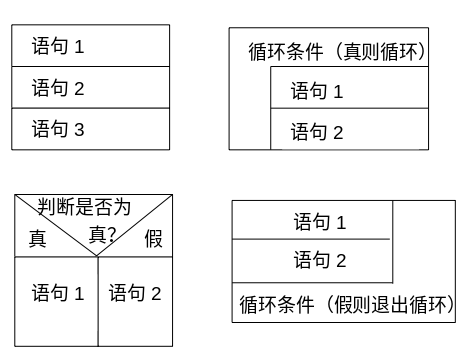 语句 1
语句 2
语句 3
循环条件（真则循环）
语句 1
语句 2
判断是否为
真？
真
假
语句 1
语句 2
语句 1
语句 2
循环条件（假则退出循环）